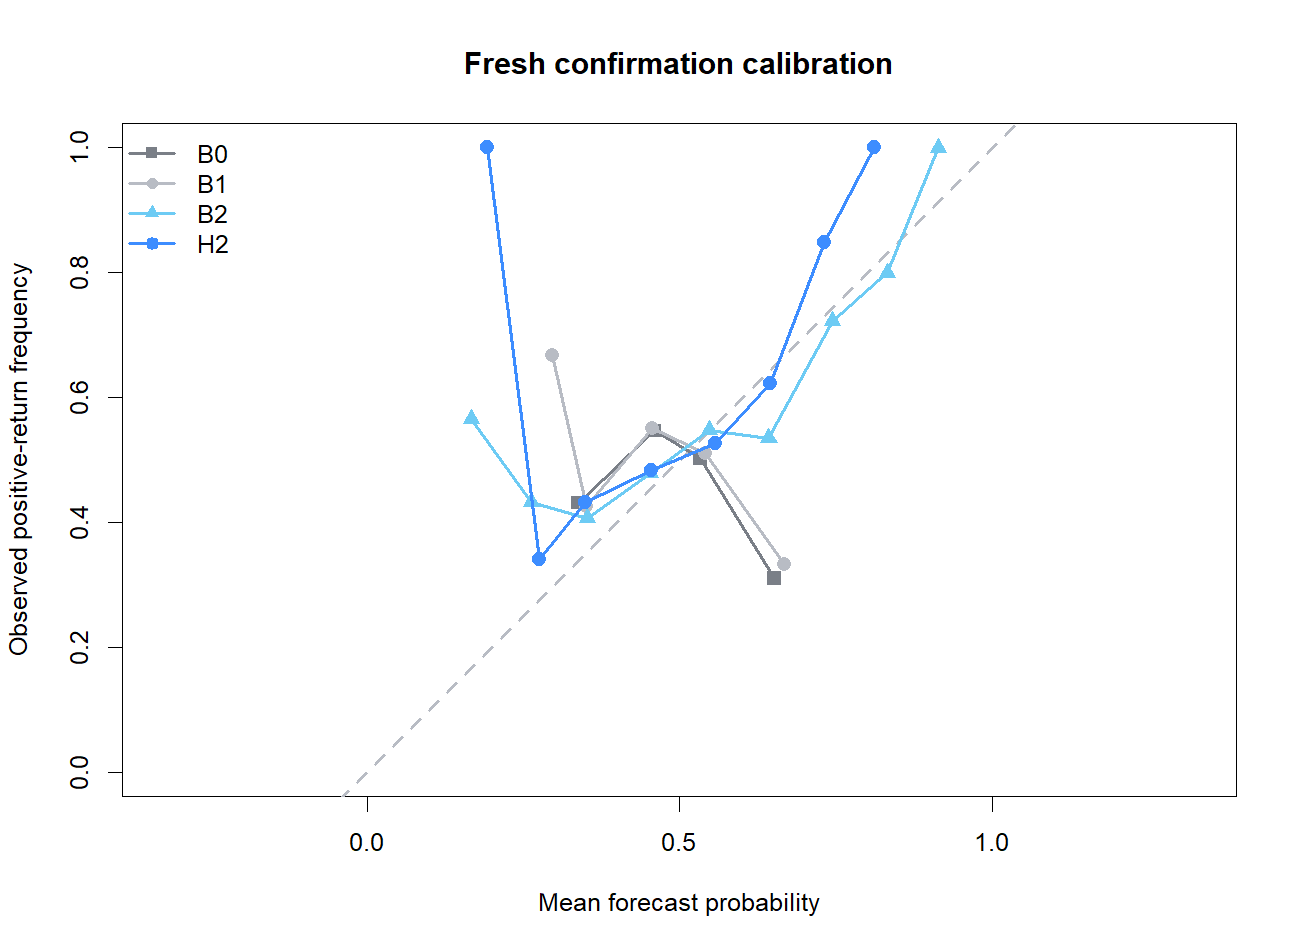 Fresh confirmation calibration
B0
B1
B2
H2
Observed positive-return frequency
1.0
0.8
0.6
0.4
0.2
0.0
0.0 0.5 1.0
Mean forecast probability